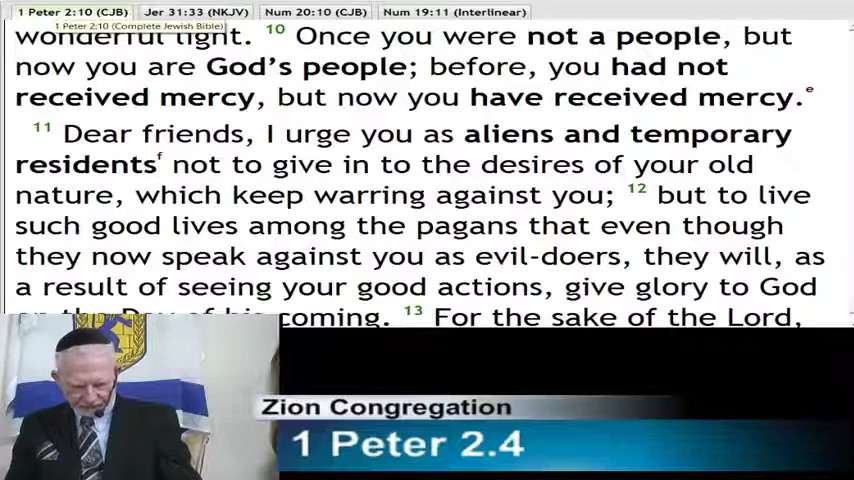 1 Peter 2:10 (CJB) Jer 31:33 (NKJV) Num 20:10 (CJB) Num 19:11 (Interlinear)
1 Peter 2:10 (Complete Jewish Bible)
wonderful light. 10 Once you were not a people, but
now you are God's people; before, you had not
received mercy, but now you have received mercy.e
11 Dear friends, I urge you as aliens and temporary
residentsf not to give in to the desires of your old
nature, which keep warring against you; 12 but to live
such good lives among the pagans that even though
they now speak against you as evil-doers, they will, as
a result of seeing your good actions, give glory to God
on the Day of his coming. 13 For the sake of the Lord,
Zion Congregation
1 Peter 2.4